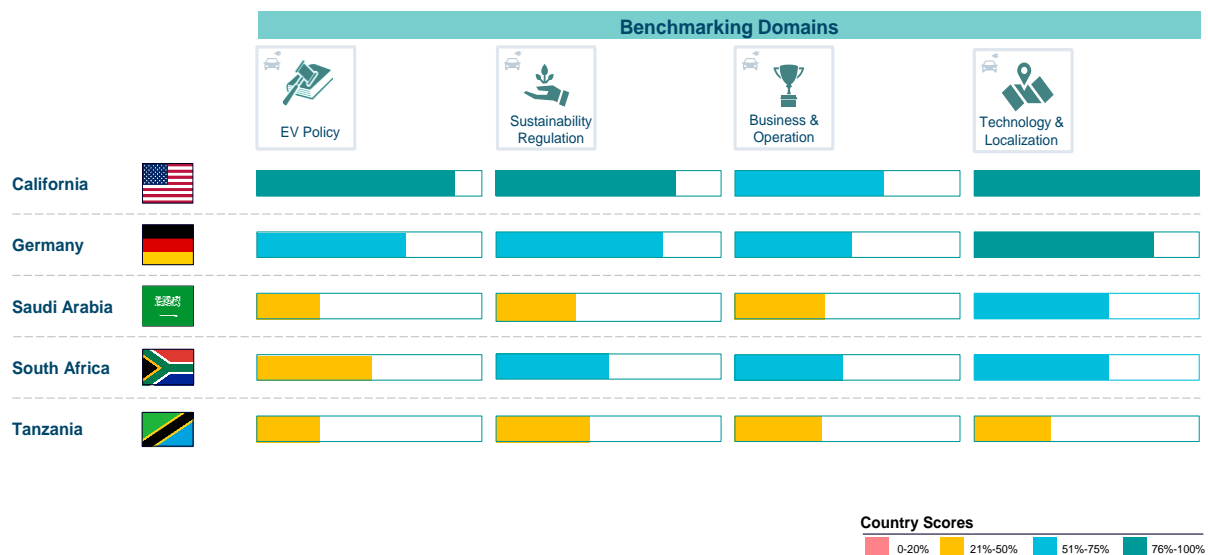 Benchmarking Domains
EV Policy
Sustainability
Regulation
Business &
Operation
Technology &
Localization
California
Germany
Saudi Arabia
South Africa
Tanzania
Country Scores
0-20%
21%-50%
51%-75%
76%-100%